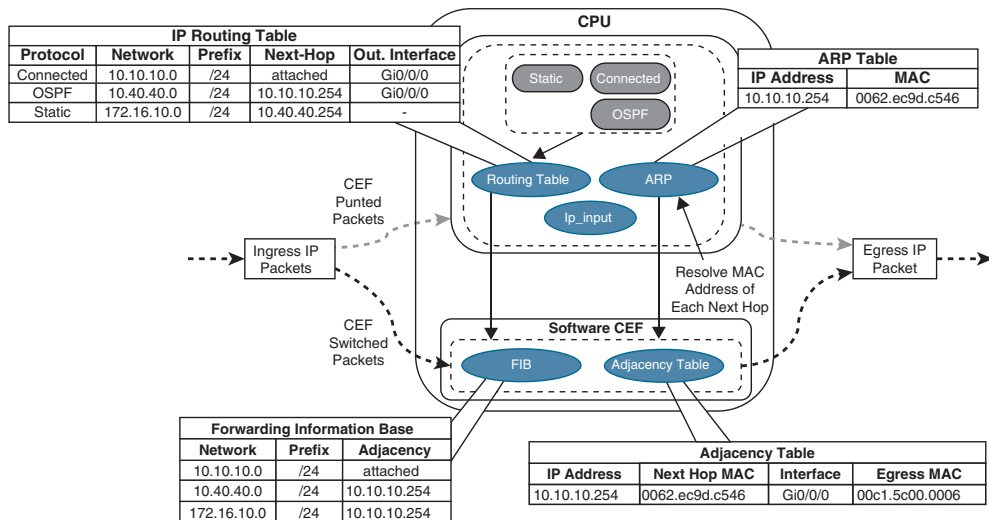 CPU
IP Routing Table
Protocol Network Prefix Next-Hop Out. Interface
Connected 10.10.10.0 /24 attached Gi0/0/0
OSPF 10.40.40.0 /24 10.10.10.254 Gi0/0/0
Static 172.16.10.0 /24 10.40.40.254 -
Static
Connected
OSPF
ARP Table
IP Address MAC
10.10.10.254 0062.ec9d.c546
Routing Table
ARP
Ip_input
CEF
Punted
Packets
Ingress IP
Packets
CEF
Switched
Packets
Resolve MAC
Address of
Each Next Hop
Egress IP
Packet
Software CEF
FIB
Adjacency Table
Forwarding Information Base
Network Prefix Adjacency
10.10.10.0 /24 attached
10.40.40.0 /24 10.10.10.254
172.16.10.0 /24 10.10.10.254
Adjacency Table
IP Address Next Hop MAC Interface Egress MAC
10.10.10.254 0062.ec9d.c546 Gi0/0/0 00c1.5c00.0006